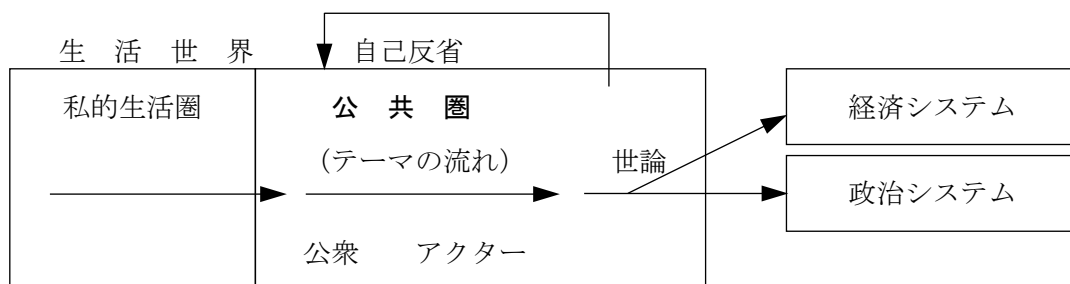 生 活 世 界 自己反省
私的生活圏 公 共 圏 経済システム
(テーマの流れ) 世論
政治システム
公衆 アクター